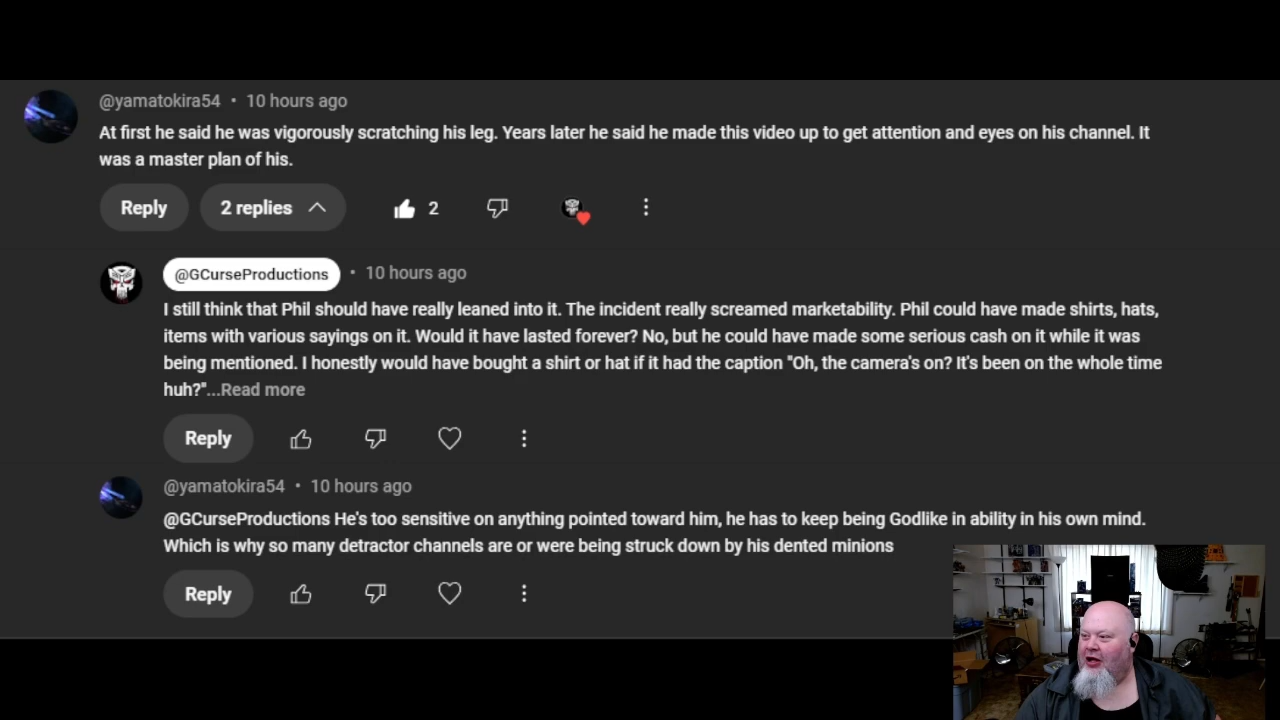 @yamatokira54 • 10 hours ago
At first he said he was vigorously scratching his leg. Years later he said he made this video up to get attention and eyes on his channel. It
was a master plan of his.
Reply 2 replies 2
@GCurseProductions • 10 hours ago
I still think that Phil should have really leaned into it. The incident really screamed marketability. Phil could have made shirts, hats,
items with various sayings on it. Would it have lasted forever? No, but he could have made some serious cash on it while it was
being mentioned. I honestly would have bought a shirt or hat if it had the caption "Oh, the camera's on? It's been on the whole time
huh?"...Read more
Reply
@yamatokira54 • 10 hours ago
@GCurseProductions He's too sensitive on anything pointed toward him, he has to keep being Godlike in ability in his own mind.
Which is why so many detractor channels are or were being struck down by his dented minions
Reply